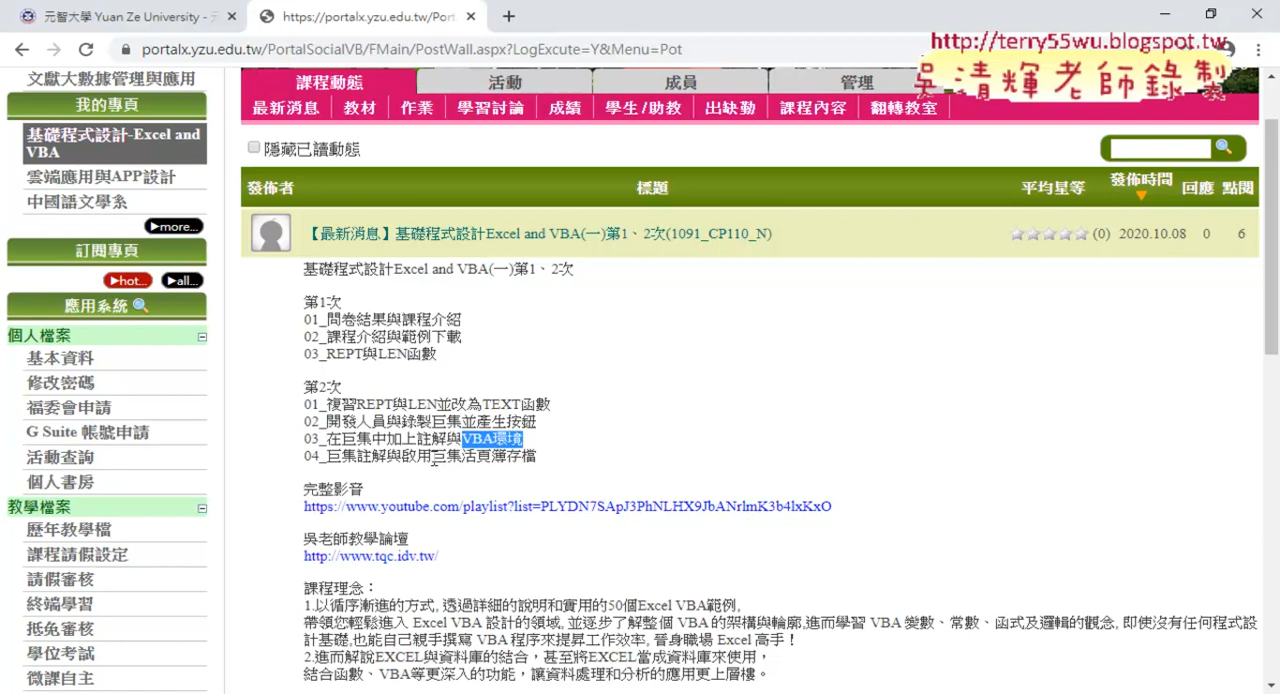 元智大學 Yuan Ze University - 元
https://portalx.yzu.edu.tw/Port
portalx.yzu.edu.tw/PortalSocialVB/FMain/PostWall.aspx?LogExcute=Y&Menu=Pot
http://terry55wu.blogspot.tw
吳清輝老師錄製
文獻大數據管理與應用
我的專頁
基礎程式設計-Excel and
VBA
雲端應用與APP設計
中國語文學系
▶more...
訂閱專頁
▶hot...
▶all...
應用系統
個人檔案
基本資料
修改密碼
福委會申請
G Suite 帳號申請
活動查詢
個人書房
教學檔案
歷年教學檔
課程請假設定
請假審核
終端學習
抵免審核
學位考試
微課自主
課程動態
活動
成員
管理
最新消息
教材
作業
學習討論
成績
學生/助教
出缺勤
課程內容
翻轉教室
隱藏已讀動態
發佈者
標題
平均星等
發佈時間
回應
點閱
【最新消息】基礎程式設計Excel and VBA(一)第1、2次(1091_CP110_N)
(0)
2020.10.08
0
6
基礎程式設計Excel and VBA(一)第1、2次
第1次
01_問卷結果與課程介紹
02_課程介紹與範例下載
03_REPT與LEN函數
第2次
01_複習REPT與LEN並改為TEXT函數
02_開發人員與錄製巨集並產生按鈕
03_在巨集中加上註解與VBA環境
04_巨集註解與啟用巨集活頁簿存檔
完整影音
https://www.youtube.com/playlist?list=PLYDN7SApJ3PhNLHX9JbANrlmK3b4lxKxO
吳老師教學論壇
http://www.tqc.idv.tw/
課程理念：
1.以循序漸進的方式, 透過詳細的說明和實用的50個Excel VBA範例,
帶領您輕鬆進入 Excel VBA 設計的領域, 並逐步了解整個 VBA 的架構與輪廓,進而學習 VBA 變數、常數、函式及邏輯的觀念, 即使沒有任何程式設
計基礎,也能自己親手撰寫 VBA 程序來提昇工作效率, 晉身職場 Excel 高手！
2.進而解說EXCEL與資料庫的結合，甚至將EXCEL當成資料庫來使用，
結合函數、VBA等更深入的功能，讓資料處理和分析的應用更上層樓。